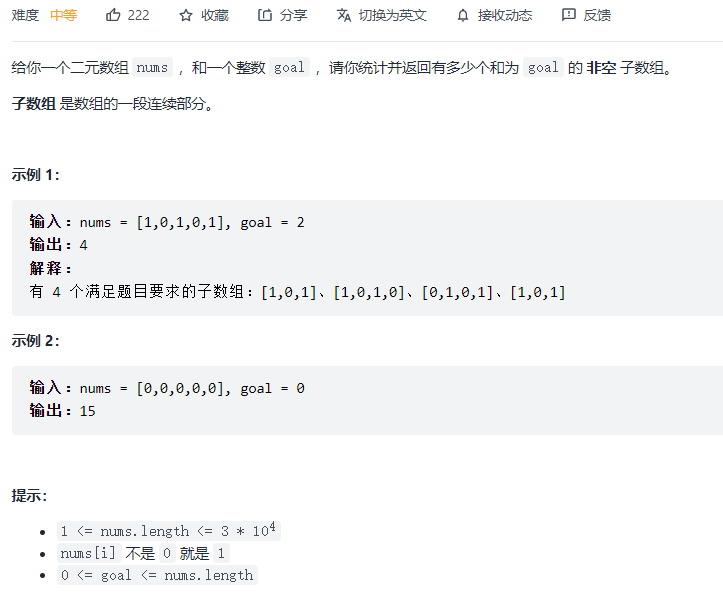 难度 中等 222 收藏 分享 切换为英文 接收动态 反馈
给你一个二元数组 nums ，和一个整数 goal ，请你统计并返回有多少个和为 goal 的 非空 子数组。
子数组 是数组的一段连续部分。
示例 1：
输入：nums = [1,0,1,0,1], goal = 2
输出：4
解释：
有 4 个满足题目要求的子数组：[1,0,1]、[1,0,1,0]、[0,1,0,1]、[1,0,1]
示例 2：
输入：nums = [0,0,0,0,0], goal = 0
输出：15
提示：
1 <= nums.length <= 3 * 10⁴
nums[i] 不是 0 就是 1
0 <= goal <= nums.length